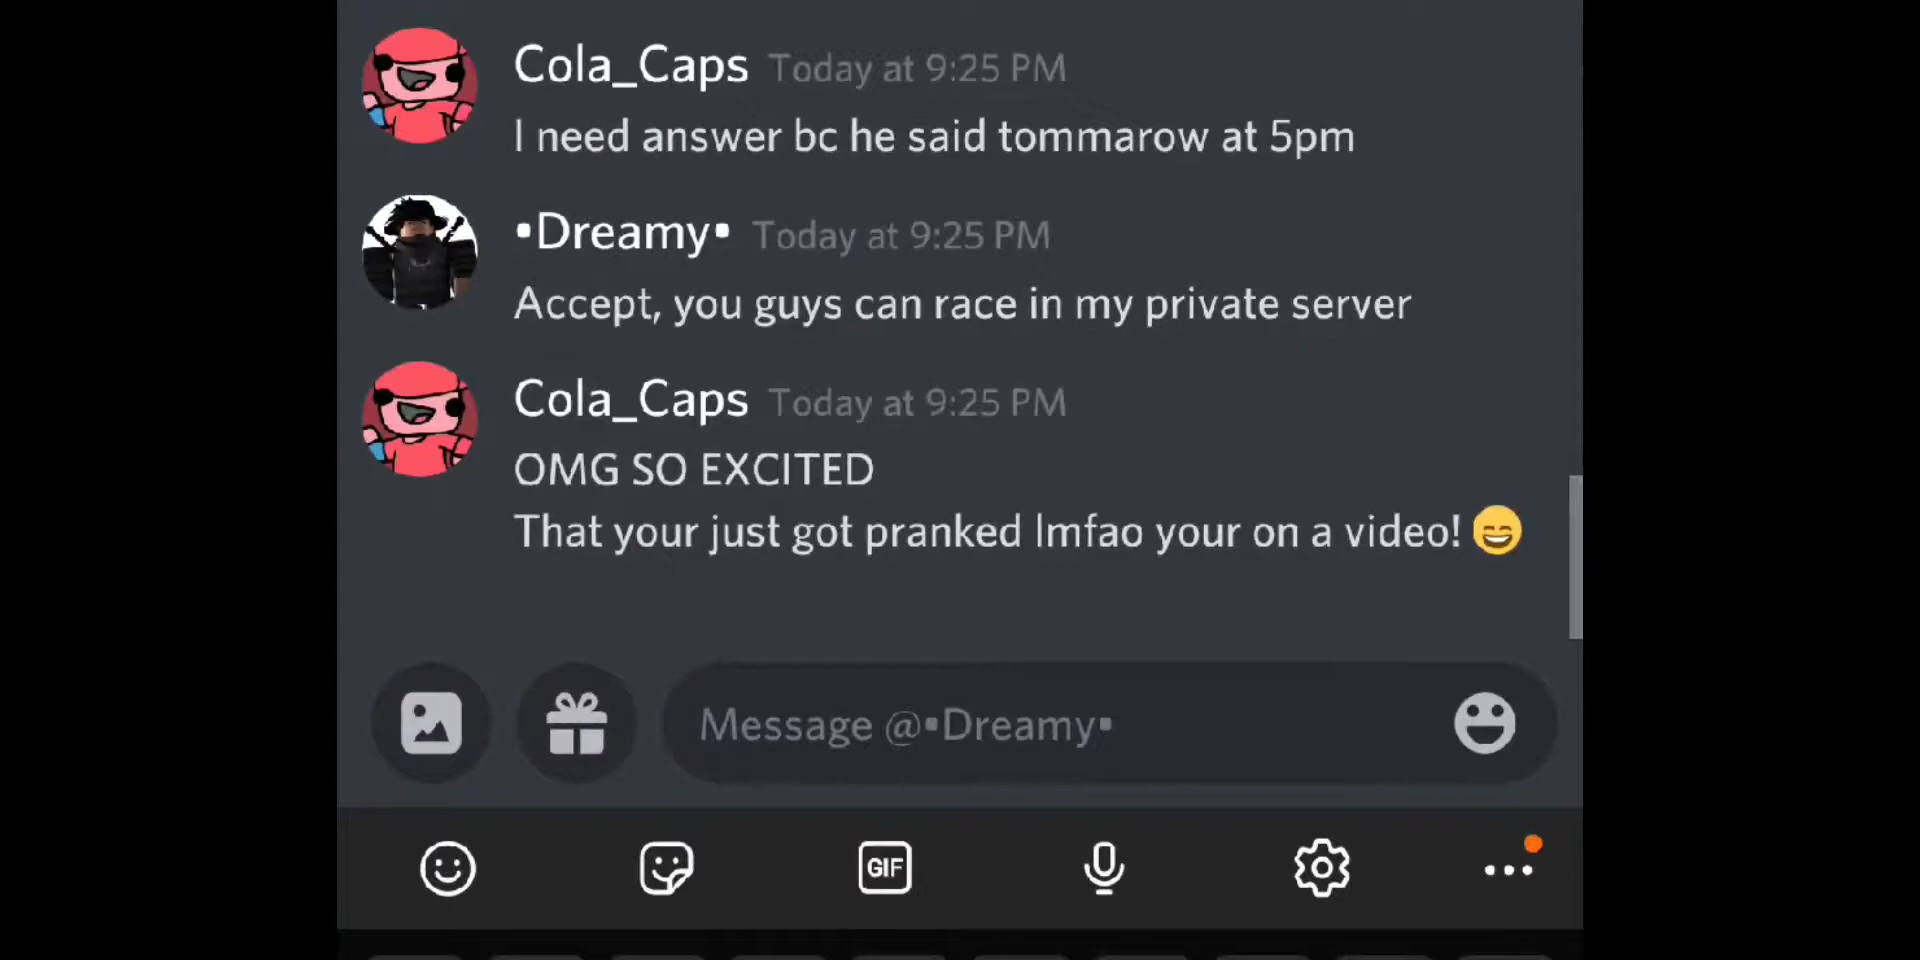 Cola_Caps Today at 9:25 PM
I need answer bc he said tommarow at 5pm
•Dreamy• Today at 9:25 PM
Accept, you guys can race in my private server
Cola_Caps Today at 9:25 PM
OMG SO EXCITED
That your just got pranked lmfao your on a video! 😄
Message @•Dreamy•
GIF